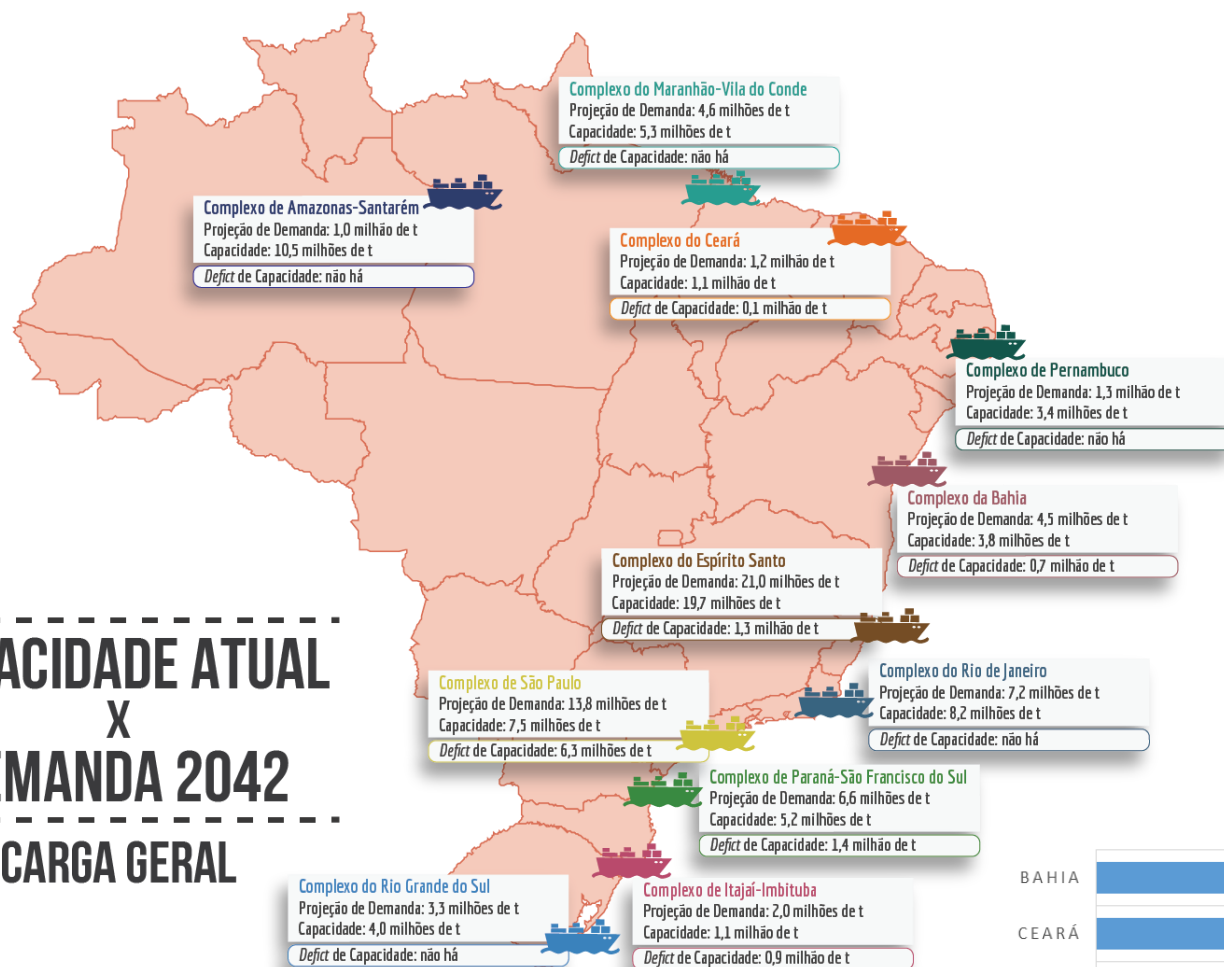 Complexo do Maranhão-Vila do Conde
Projeção de Demanda: 4,6 milhões de t
Capacidade: 5,3 milhões de t
Defict de Capacidade: não há
Complexo de Amazonas-Santarém
Projeção de Demanda: 1,0 milhão de t
Capacidade: 10,5 milhões de t
Defict de Capacidade: não há
Complexo do Ceará
Projeção de Demanda: 1,2 milhão de t
Capacidade: 1,1 milhão de t
Defict de Capacidade: 0,1 milhão de t
Complexo de Pernambuco
Projeção de Demanda: 1,3 milhão de t
Capacidade: 3,4 milhões de t
Defict de Capacidade: não há
Complexo da Bahia
Projeção de Demanda: 4,5 milhões de t
Capacidade: 3,8 milhões de t
Defict de Capacidade: 0,7 milhão de t
Complexo do Espírito Santo
Projeção de Demanda: 21,0 milhões de t
Capacidade: 19,7 milhões de t
Defict de Capacidade: 1,3 milhão de t
Complexo do Rio de Janeiro
Projeção de Demanda: 7,2 milhões de t
Capacidade: 8,2 milhões de t
Defict de Capacidade: não há
Complexo de São Paulo
Projeção de Demanda: 13,8 milhões de t
Capacidade: 7,5 milhões de t
Defict de Capacidade: 6,3 milhões de t
Complexo de Paraná-São Francisco do Sul
Projeção de Demanda: 6,6 milhões de t
Capacidade: 5,2 milhões de t
Defict de Capacidade: 1,4 milhão de t
ACIDADE ATUAL
X
EMANDA 2042
CARGA GERAL
Complexo do Rio Grande do Sul
Projeção de Demanda: 3,3 milhões de t
Capacidade: 4,0 milhões de t
Defict de Capacidade: não há
Complexo de Itajaí-Imbituba
Projeção de Demanda: 2,0 milhões de t
Capacidade: 1,1 milhão de t
Defict de Capacidade: 0,9 milhão de t
BAHIA
CEARÁ